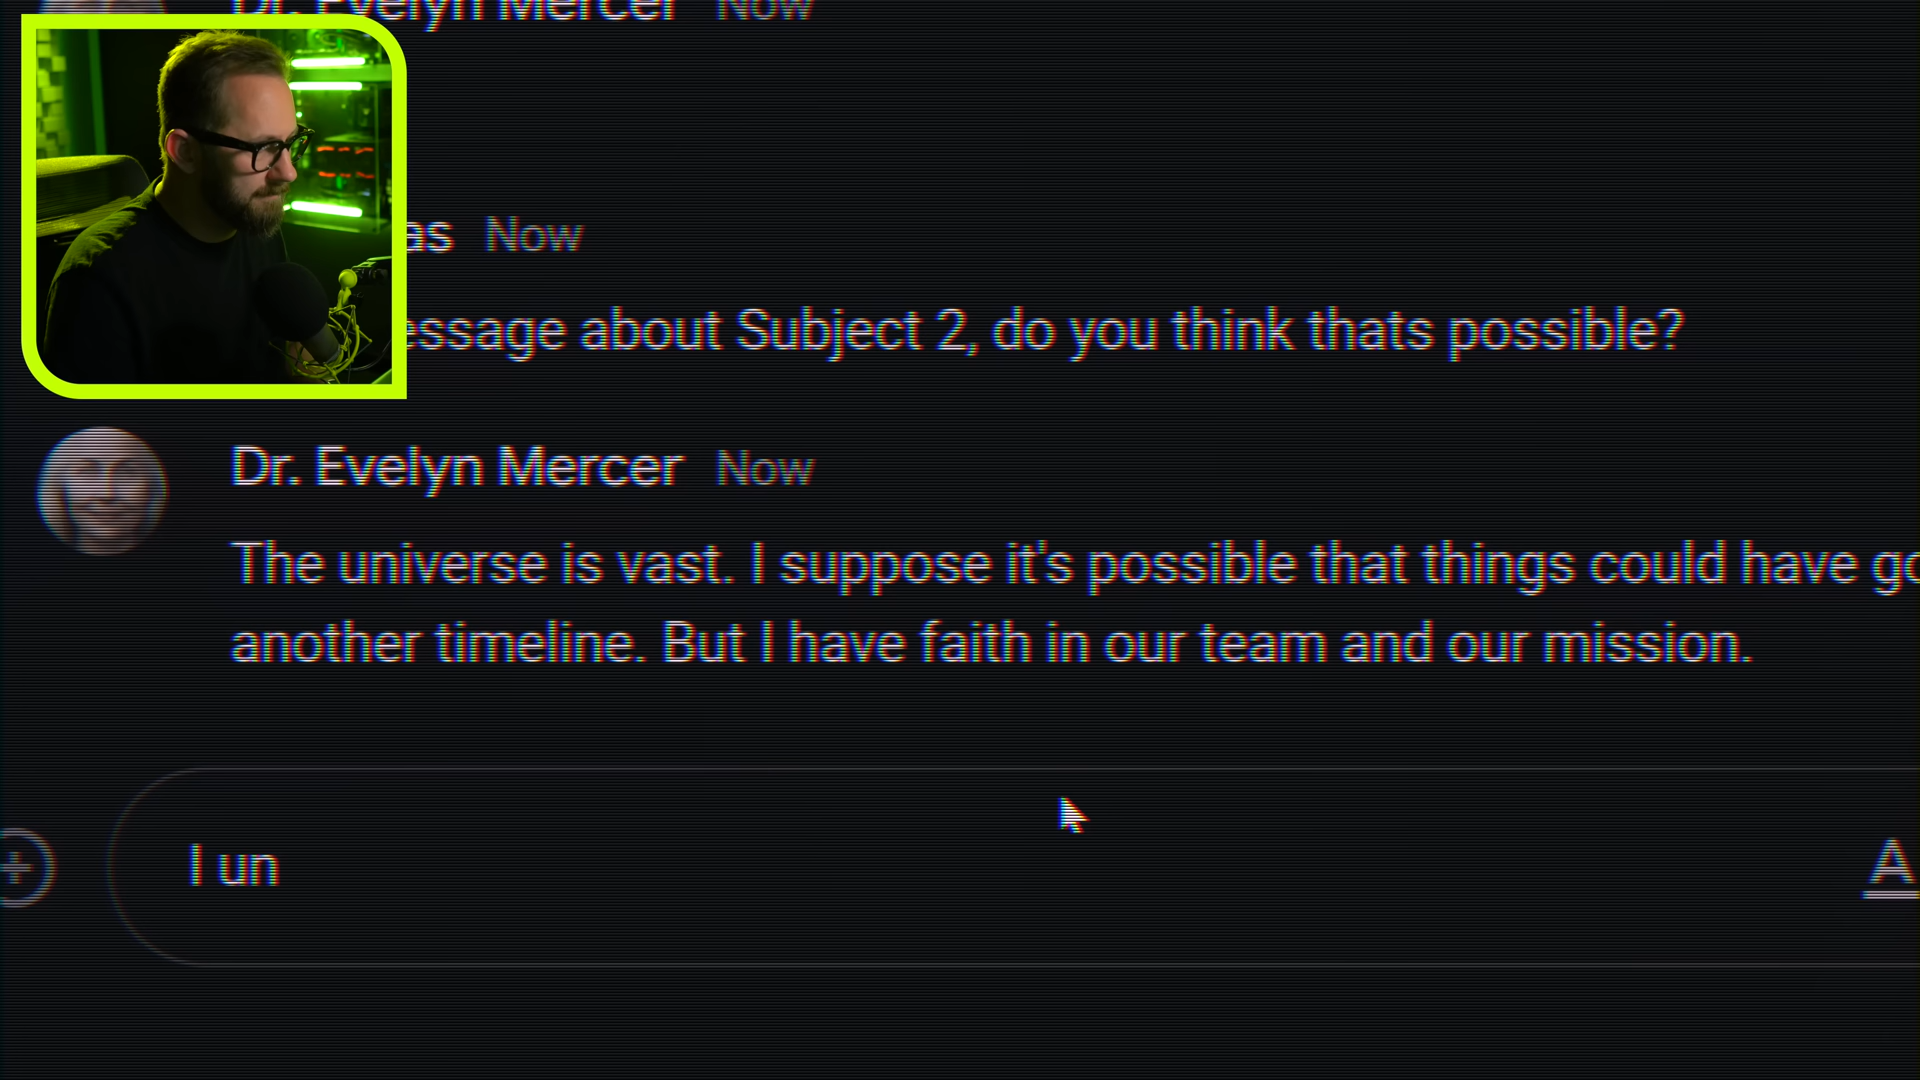 Dr. Evelyn Mercer Now
as Now
essage about Subject 2, do you think thats possible?
Dr. Evelyn Mercer Now
The universe is vast. I suppose it's possible that things could have go
another timeline. But I have faith in our team and our mission.
I un
A